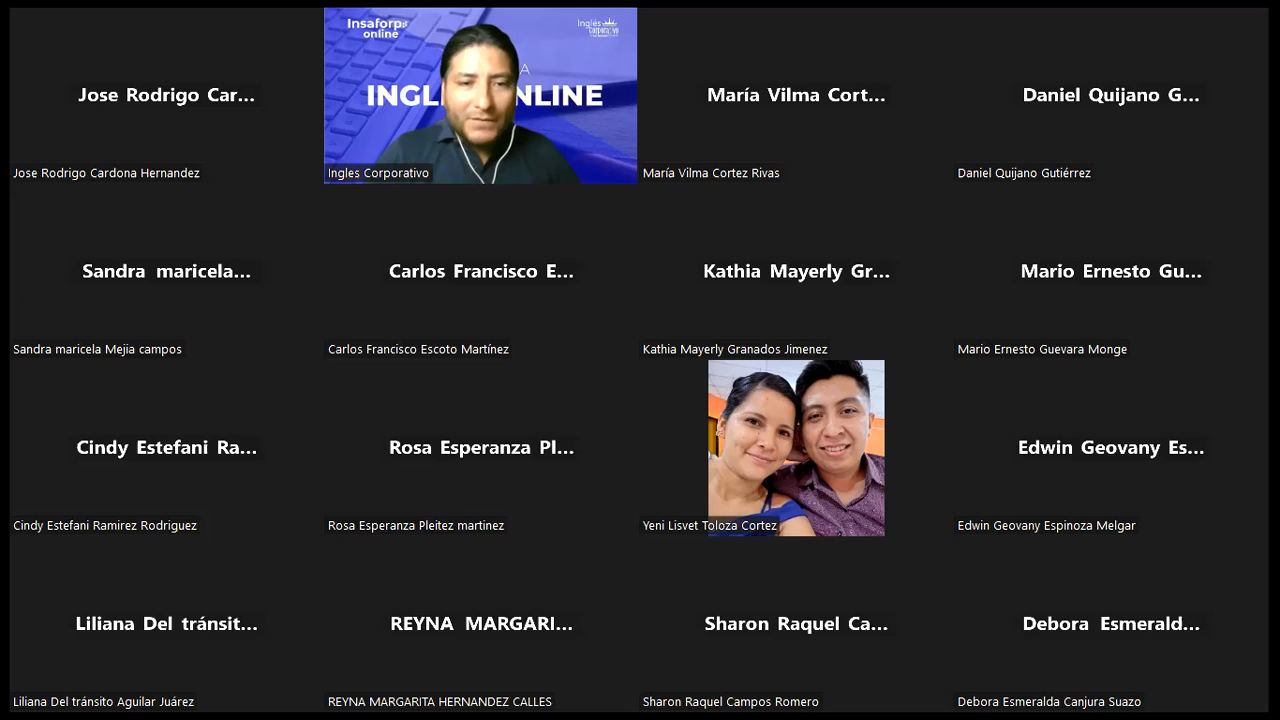 Jose Rodrigo Car...
Jose Rodrigo Cardona Hernandez
Insaforp
online
Inglés
Corporativo
A
INGL NLINE
Ingles Corporativo
María Vilma Cort...
María Vilma Cortez Rivas
Daniel Quijano G...
Daniel Quijano Gutiérrez
Sandra maricela...
Sandra maricela Mejia campos
Carlos Francisco E...
Carlos Francisco Escoto Martínez
Kathia Mayerly Gr...
Kathia Mayerly Granados Jimenez
Mario Ernesto Gu...
Mario Ernesto Guevara Monge
Cindy Estefani Ra...
Cindy Estefani Ramirez Rodriguez
Rosa Esperanza Pl...
Rosa Esperanza Pleitez martinez
Yeni Lisvet Toloza Cortez
Edwin Geovany Es...
Edwin Geovany Espinoza Melgar
Liliana Del tránsit...
Liliana Del tránsito Aguilar Juárez
REYNA MARGARI...
REYNA MARGARITA HERNANDEZ CALLES
Sharon Raquel Ca...
Sharon Raquel Campos Romero
Debora Esmerald...
Debora Esmeralda Canjura Suazo